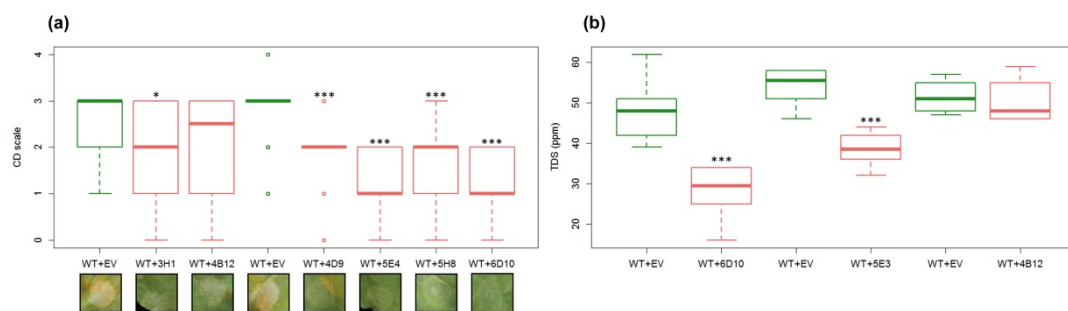 (a)
CD scale
4
3
2
1
0
* *** *** *** ***
WT+EV WT+3H1 WT+4B12 WT+EV WT+4D9 WT+5E4 WT+5H8 WT+6D10
(b)
TDS (ppm)
60
50
40
30
20
*** ***
WT+EV WT+6D10 WT+EV WT+5E3 WT+EV WT+4B12